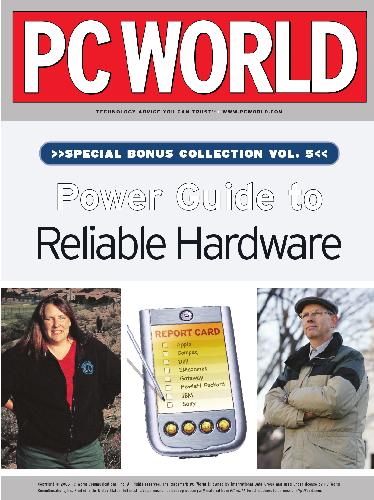 PC WORLD
TECHNOLOGY ADVICE YOU CAN TRUST™ | WWW.PCWORLD.COM
>>SPECIAL BONUS COLLECTION VOL. 5<<
Power Guide to
Reliable Hardware
REPORT CARD
Apple
Compaq
Dell
EMachines
Gateway
Hewlett Packard
IBM
Sony